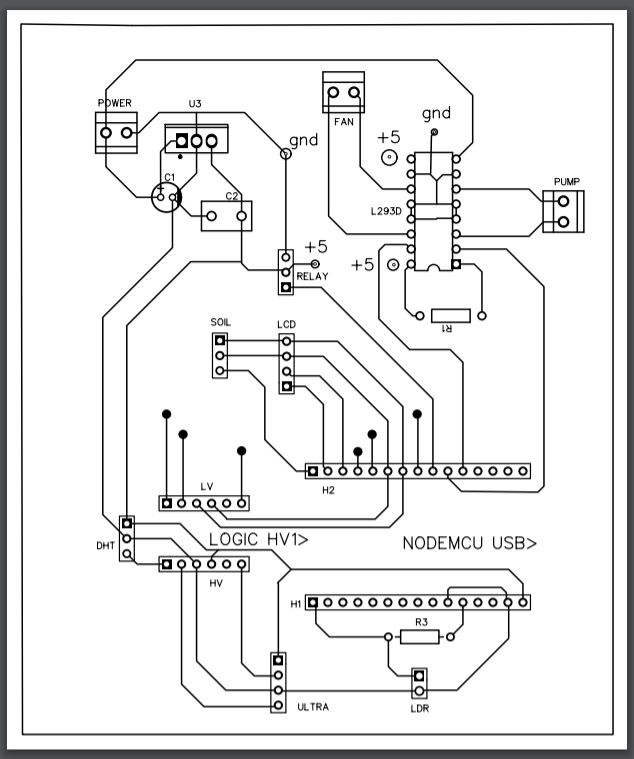 POWER
U3
gnd
FAN
+5
gnd
PUMP
C1
+
C2
L293D
+5
+5
RELAY
R1
SOIL
LCD
LV
H2
LOGIC HV1>
NODEMCU USB>
DHT
HV
H1
R3
ULTRA
LDR